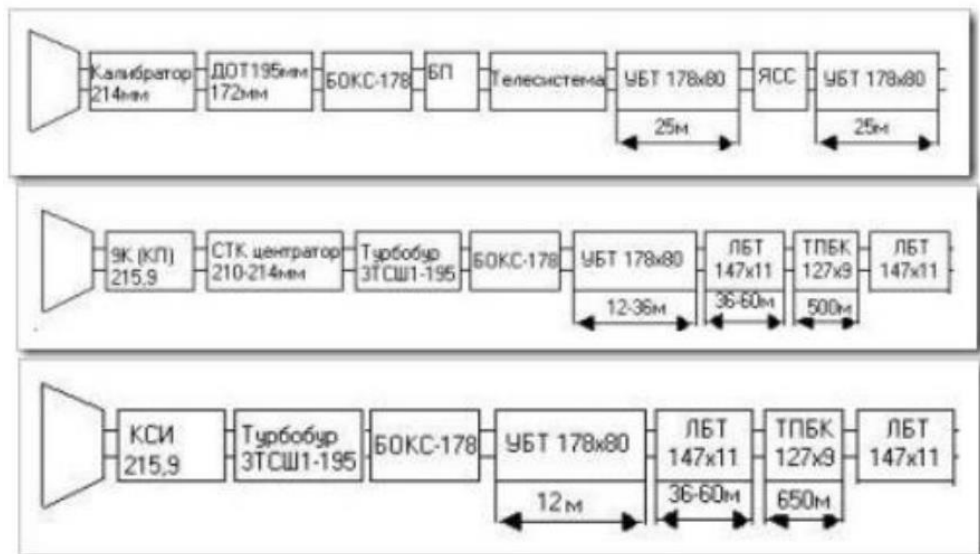 Калибратор
214мм
ДОТ195мм
172мм
БОКС-178
БП
Телесистема
УБТ 178х80
ЯСС
УБТ 178х80
25м
25м
9К (КП)
215,9
СТК центратор
210-214мм
Турбобур
3ТСШ1-195
БОКС-178
УБТ 178х80
ЛБТ
147х11
ТПБК
127х9
ЛБТ
147х11
12-36м
36-60м
500м
КСИ
215,9
Турбобур
3ТСШ1-195
БОКС-178
УБТ 178х80
ЛБТ
147х11
ТПБК
127х9
ЛБТ
147х11
12м
36-60м
650м